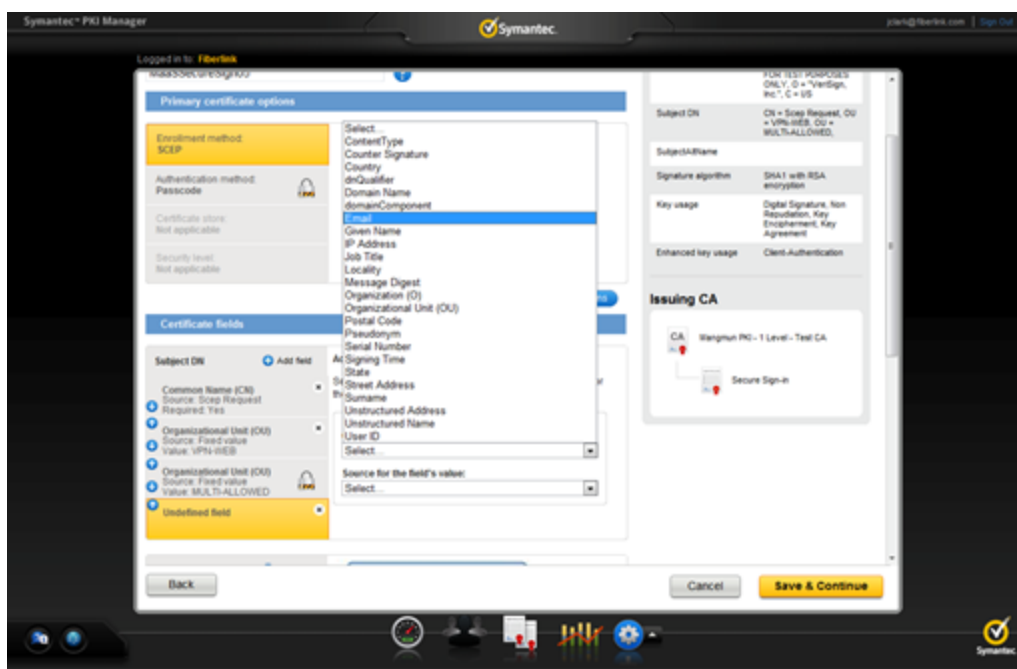 Symantec™ PKI Manager
Symantec.
jclark@fiberlink.com | Sign Out
Logged in to: Fiberlink
MaaSSecureSign03
Primary certificate options
Enrollment method:
SCEP
Authentication method:
Passcode
Certificate store:
Not applicable
Security level:
Not applicable
Certificate fields
Subject DN
Add field
Common Name (CN)
Source: Scep Request
Required: Yes
Organizational Unit (OU)
Source: Fixed value
Value: VPN-WEB
Organizational Unit (OU)
Source: Fixed value
Value: MULTI-ALLOWED
Undefined field
Select...
ContentType
Counter Signature
Country
dnQualifier
Domain Name
domainComponent
Email
Given Name
IP Address
Job Title
Locality
Message Digest
Organization (O)
Organizational Unit (OU)
Postal Code
Pseudonym
Serial Number
Signing Time
State
Street Address
Surname
Unstructured Address
Unstructured Name
User ID
Select...
Source for the field's value:
Select...
FOR TEST PURPOSES
ONLY, O = "VeriSign,
Inc.", C = US
Subject DN
CN = Scep Request, OU
= VPN-WEB, OU =
MULTI-ALLOWED,
SubjectAltName
Signature algorithm
SHA1 with RSA
encryption
Key usage
Digital Signature, Non
Repudiation, Key
Encipherment, Key
Agreement
Enhanced key usage
Client-Authentication
Issuing CA
CA
Wangmun PKI - 1 Level - Test CA
Secure Sign-in
Back
Cancel
Save & Continue
Symantec.